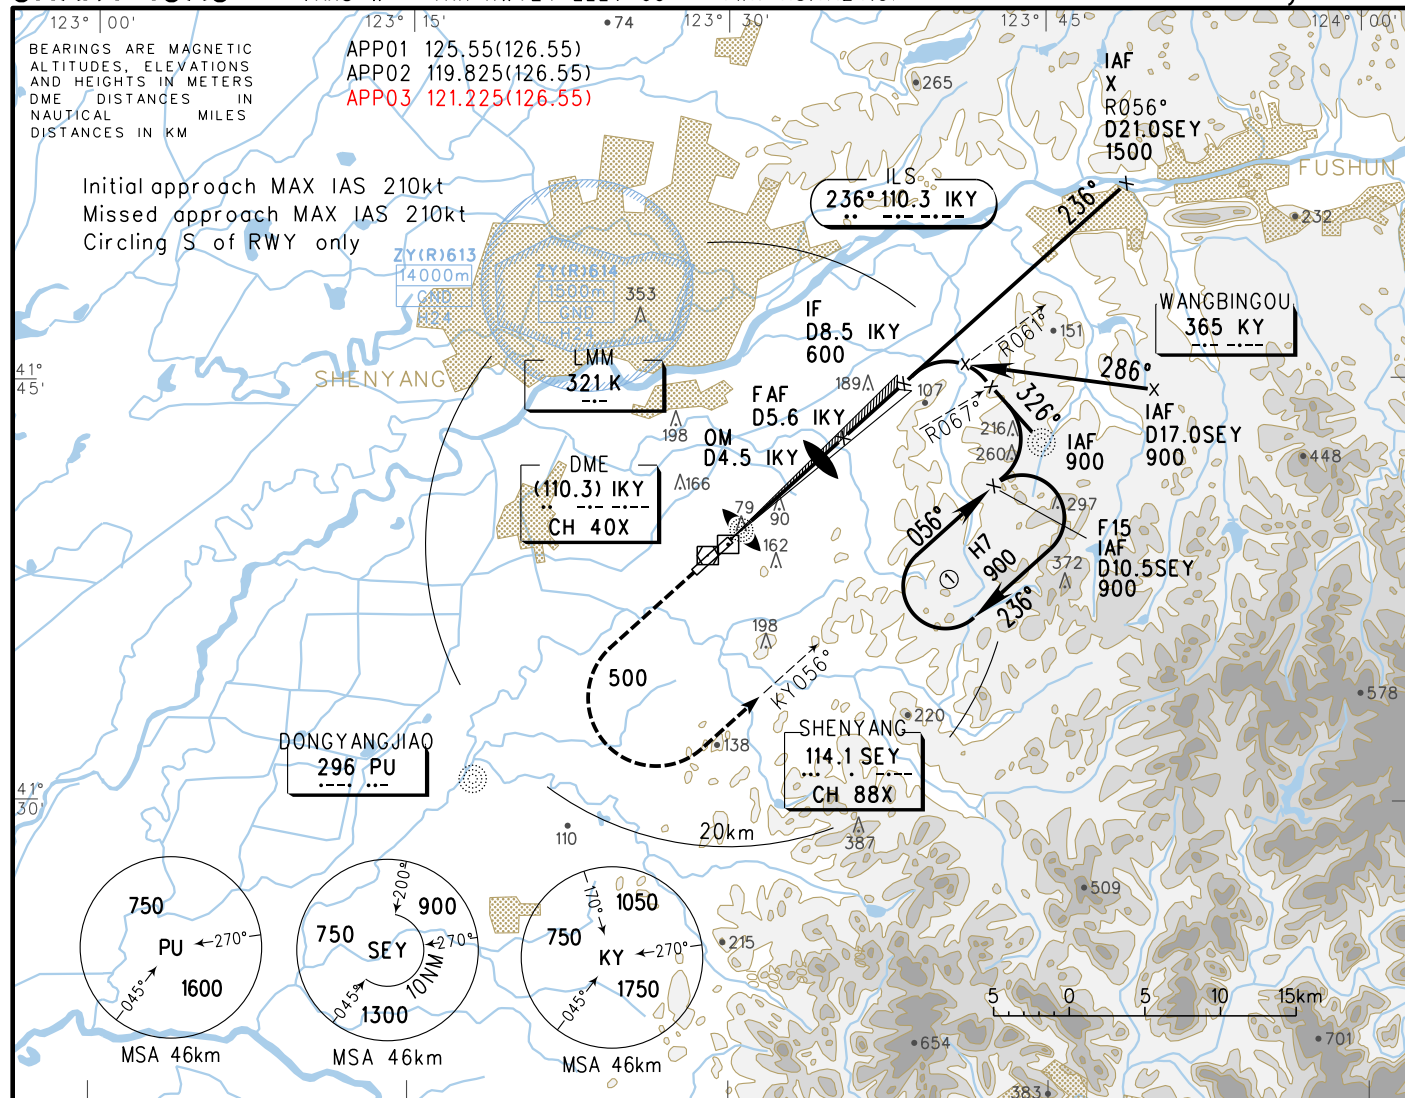 123° 00'
123° 15'
74
123° 30'
123° 45'
124° 00'
BEARINGS ARE MAGNETIC
ALTITUDES, ELEVATIONS
AND HEIGHTS IN METERS
DME DISTANCES IN
NAUTICAL MILES
DISTANCES IN KM
APP01 125.55(126.55)
APP02 119.825(126.55)
APP03 121.225(126.55)
Initial approach MAX IAS 210kt
Missed approach MAX IAS 210kt
Circling S of RWY only
265
IAF
X
R056°
D21.0SEY
1500
FUSHUN
232
ILS
236° 110.3 IKY
236°
ZY(R)613
14000m
GND
H24
ZY(R)614
1500m
GND
H24
353
SHENYANG
LMM
321 K
IF
D8.5 IKY
600
R061°
151
WANGBINGOU
365 KY
41°
45'
189
107
286°
326°
R067°
FAF
D5.6 IKY
OM
D4.5 IKY
198
216
260
IAF
900
IAF
D17.0SEY
900
448
DME
(110.3) IKY
CH 40X
166
79
90
162
297
056°
H7
900
1
236°
372
F15
IAF
D10.5SEY
900
198
500
KY056°
578
220
138
DONGYANGJIAO
296 PU
SHENYANG
114.1 SEY
CH 88X
41°
30'
110
20km
387
509
215
750
PU
270°
045°
1600
MSA 46km
200°
900
750
SEY
270°
10NM
045°
1300
MSA 46km
170°
1050
750
KY
270°
045°
1750
MSA 46km
5 0 5 10 15km
654
701
383